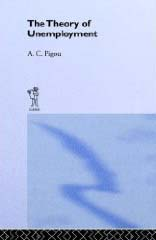 The Theory of
Unemployment
A. C. Pigou